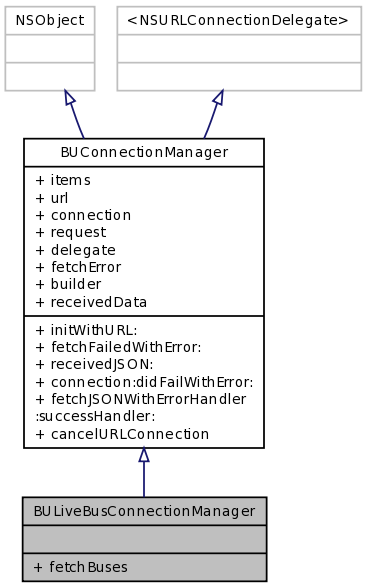 NSObject
<NSURLConnectionDelegate>
BUConnectionManager
+ items
+ url
+ connection
+ request
+ delegate
+ fetchError
+ builder
+ receivedData
+ initWithURL:
+ fetchFailedWithError:
+ receivedJSON:
+ connection:didFailWithError:
+ fetchJSONWithErrorHandler
:successHandler:
+ cancelURLConnection
BULiveBusConnectionManager
+ fetchBuses